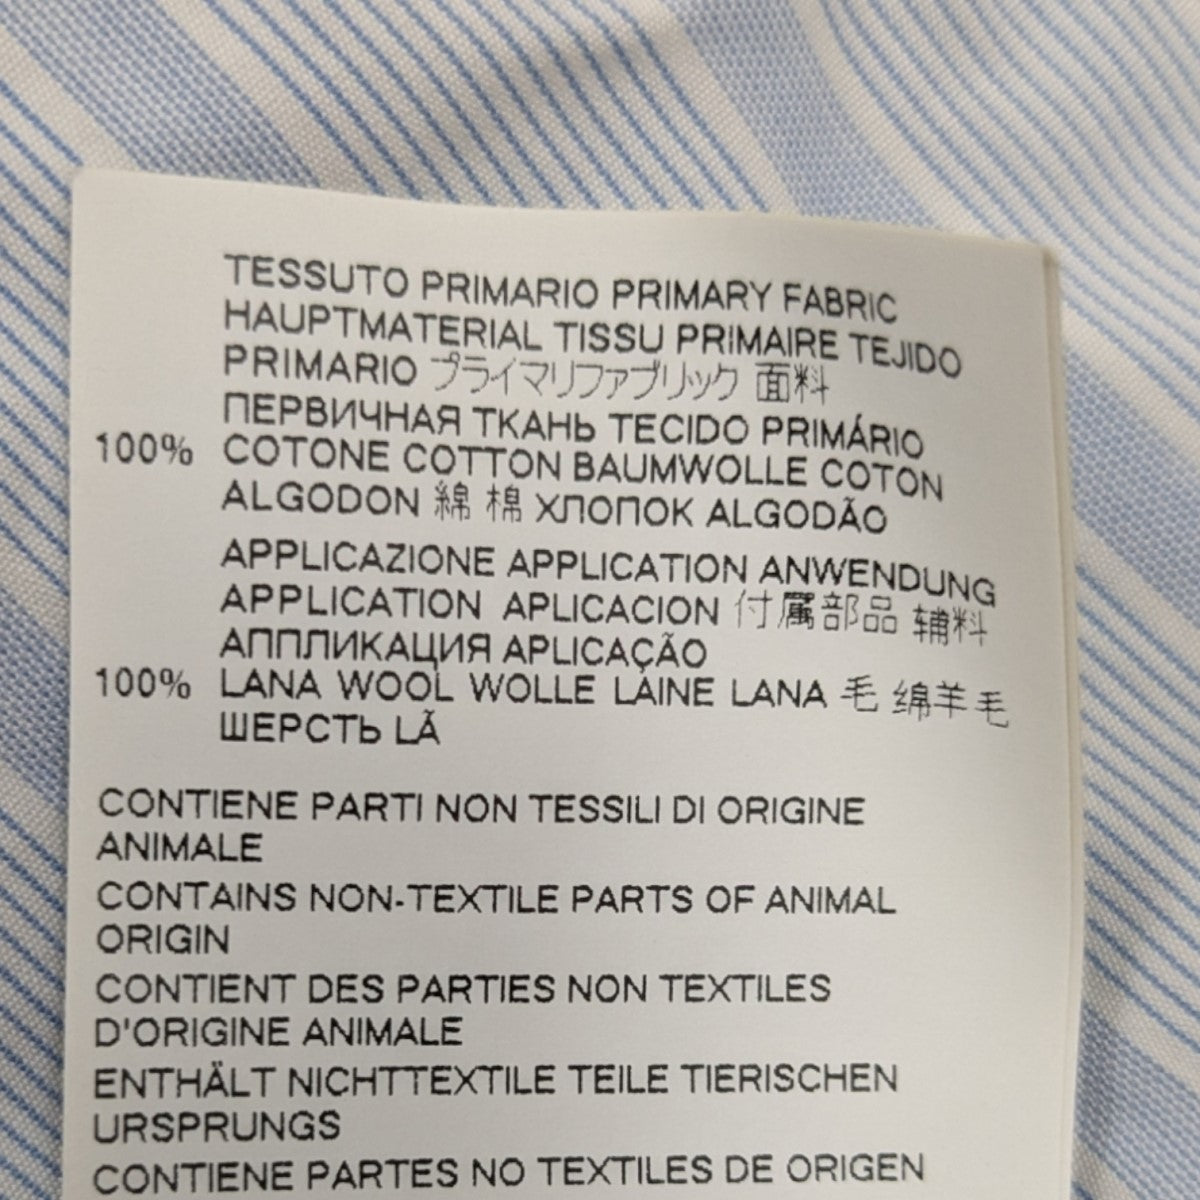 TESSUTO PRIMARIO PRIMARY FABRIC
HAUPTMATERIAL TISSU PRIMAIRE TEJIDO
PRIMARIO プライマリファブリック 面料
ПЕРВИЧНАЯ ТКАНЬ TECIDO PRIMÁRIO
100% COTONE COTTON BAUMWOLLE COTON
ALGODON 綿 棉 ХЛОПОК ALGODÃO
APPLICAZIONE APPLICATION ANWENDUNG
APPLICATION APLICACION 付属部品 辅料
АППЛИКАЦИЯ APLICAÇÃO
100% LANA WOOL WOLLE LAINE LANA 毛 绵羊毛
ШЕРСТЬ LÃ
CONTIENE PARTI NON TESSILI DI ORIGINE
ANIMALE
CONTAINS NON-TEXTILE PARTS OF ANIMAL
ORIGIN
CONTIENT DES PARTIES NON TEXTILES
D'ORIGINE ANIMALE
ENTHÄLT NICHTTEXTILE TEILE TIERISCHEN
URSPRUNGS
CONTIENE PARTES NO TEXTILES DE ORIGEN